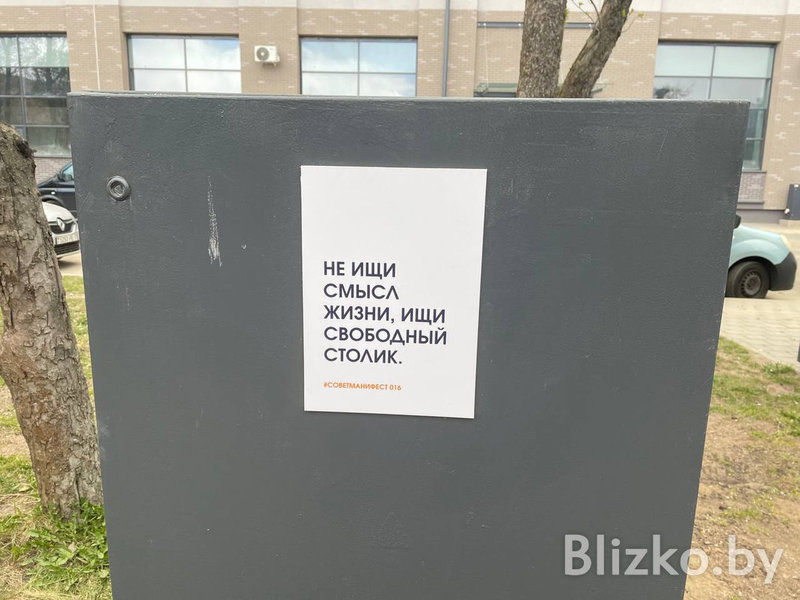 НЕ ИЩИ
СМЫСЛ
ЖИЗНИ, ИЩИ
СВОБОДНЫЙ
СТОЛИК.
#СОВЕТМАНИФЕСТ 016
Blizko.by